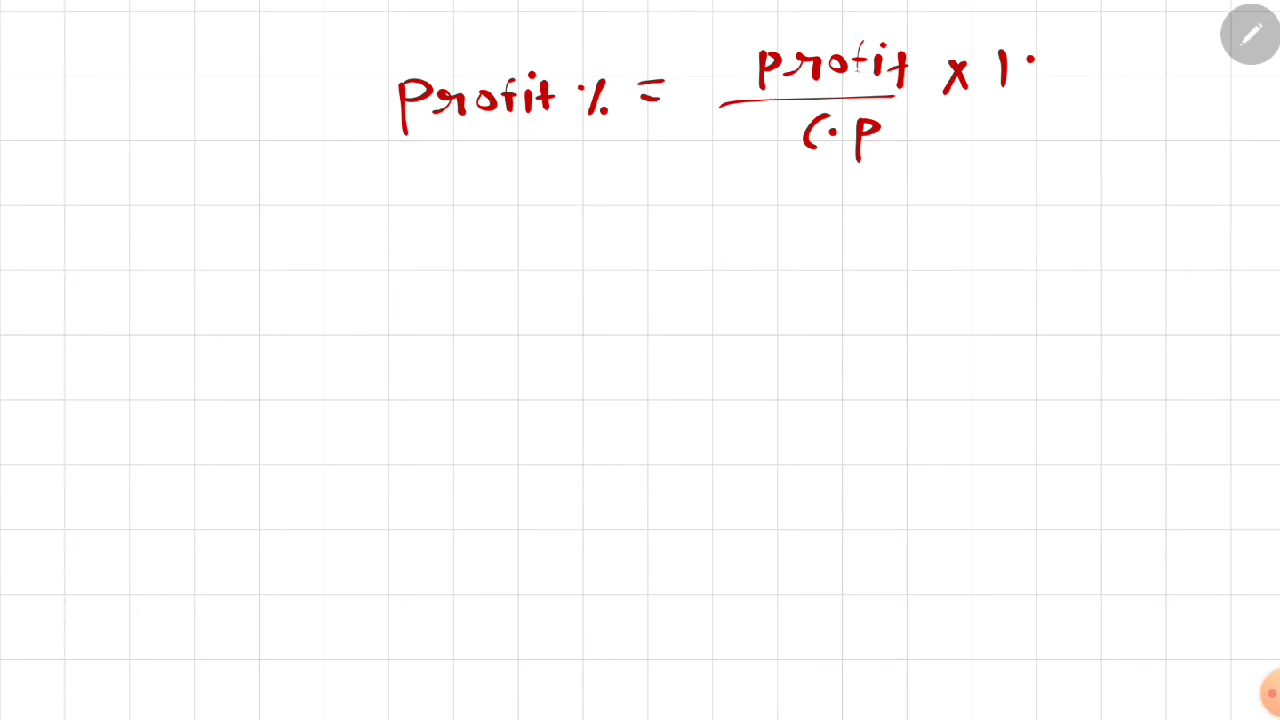 Profit % = profit / C.P × 1